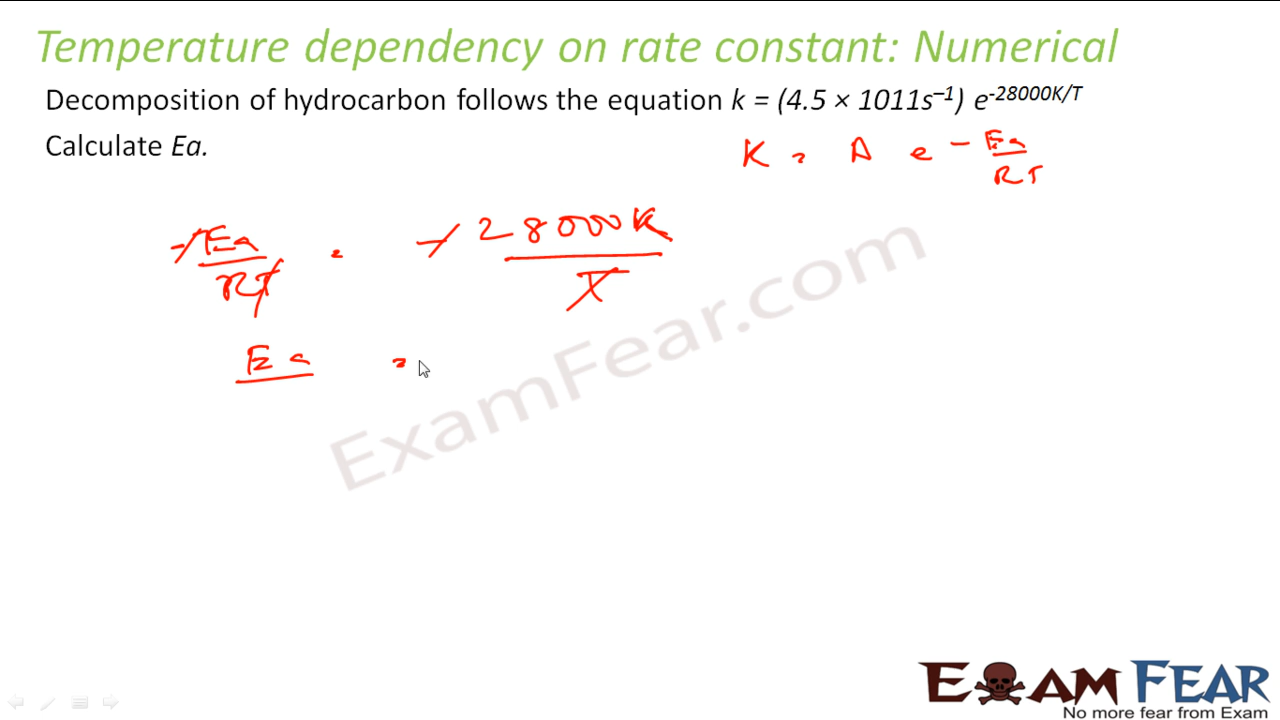 Temperature dependency on rate constant: Numerical
Decomposition of hydrocarbon follows the equation k = (4.5 × 1011s–1) e-28000K/T
Calculate Ea.
K = A e - Ea
RT
- Ea = - 28000K
RT T
Ea =
ExamFear.com
EXAM FEAR
No more fear from Exam